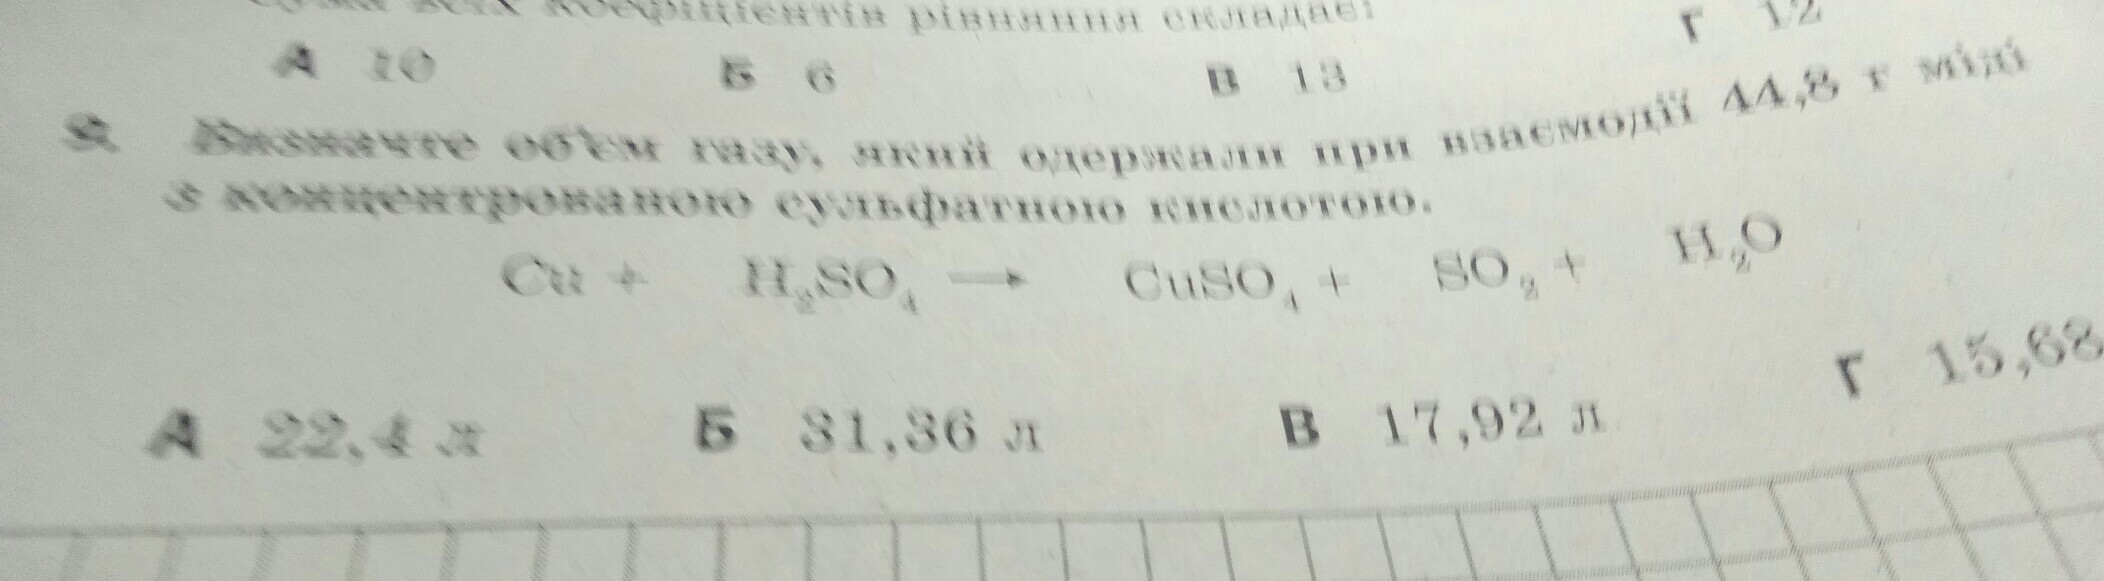 всіх коефіцієнтів рівняння складає:
А 10 Б 6 В 13 Г 12
9. Визначте об'єм газу, який одержали при взаємодії 44,8 г міді
з концентрованою сульфатною кислотою.
Cu + H₂SO₄ → CuSO₄ + SO₂ + H₂O
А 22,4 л Б 31,36 л В 17,92 л Г 15,68